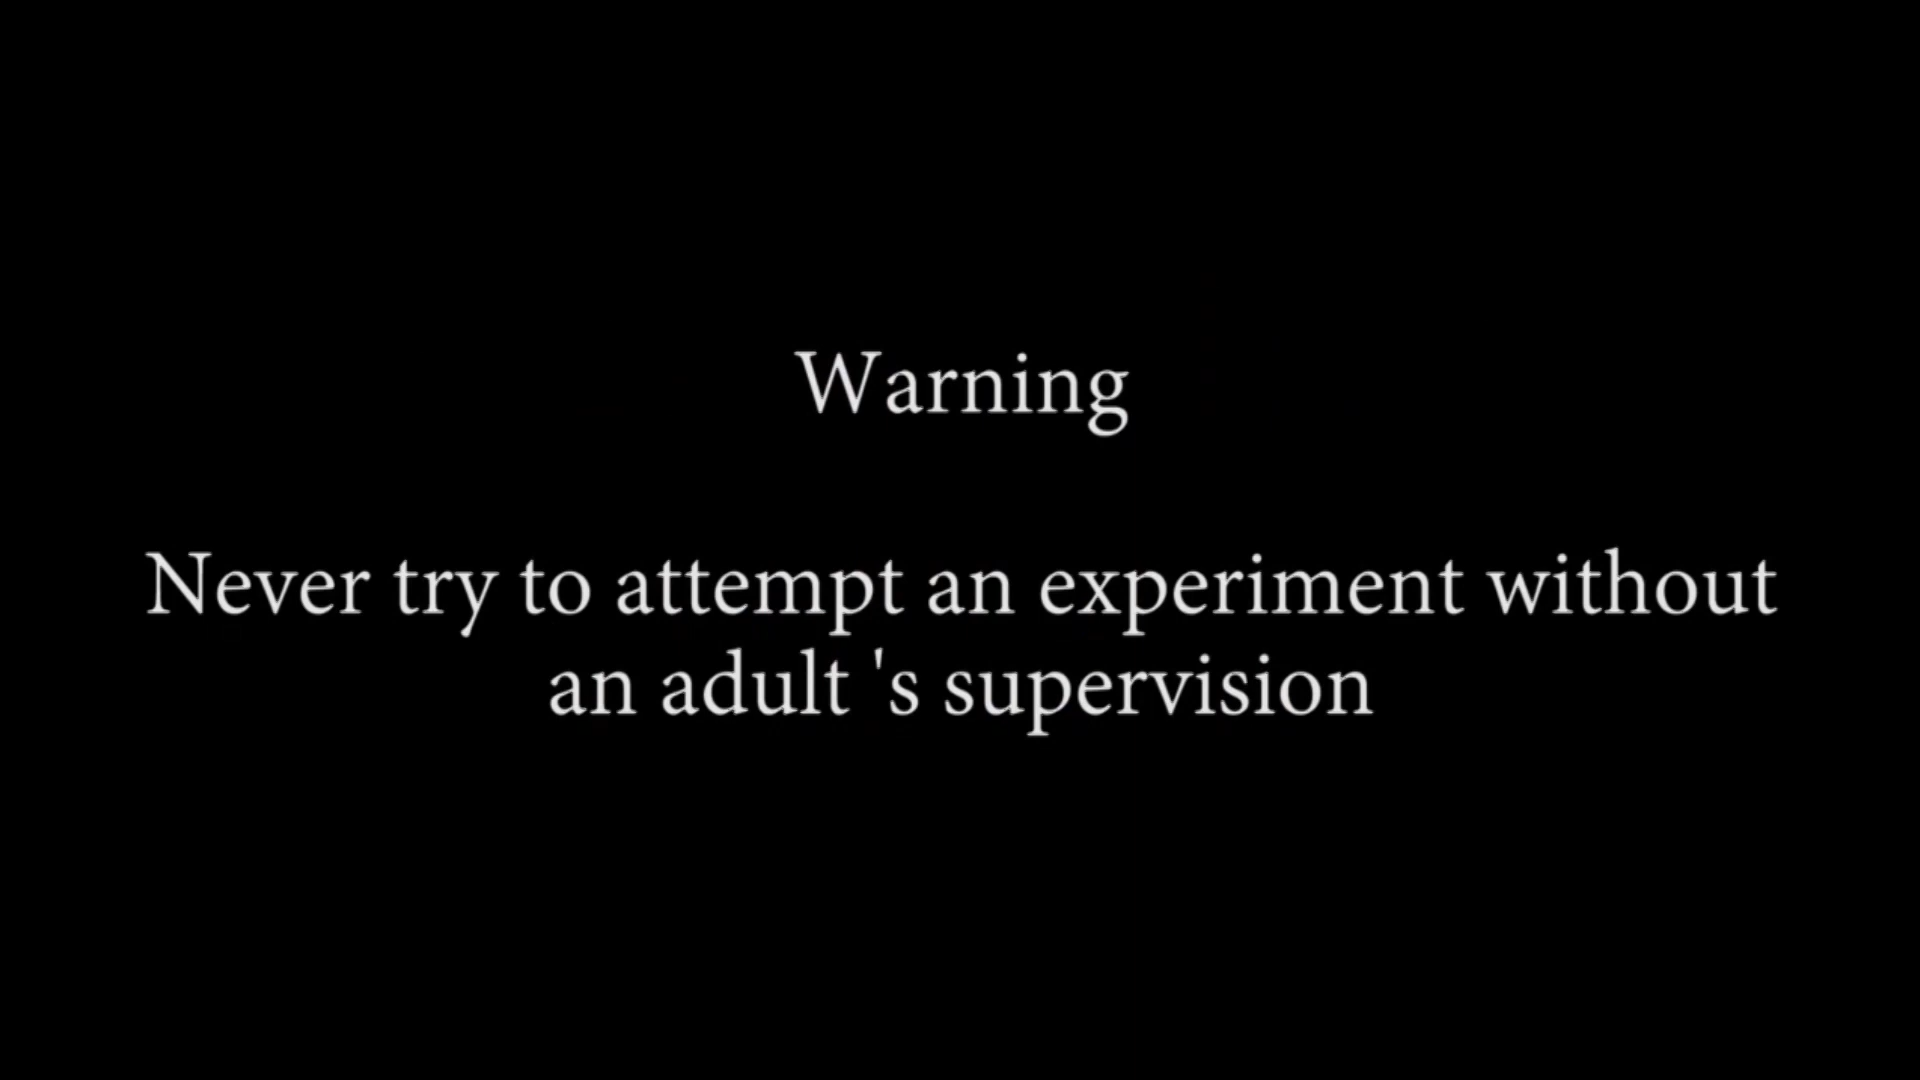 Warning
Never try to attempt an experiment without
an adult 's supervision